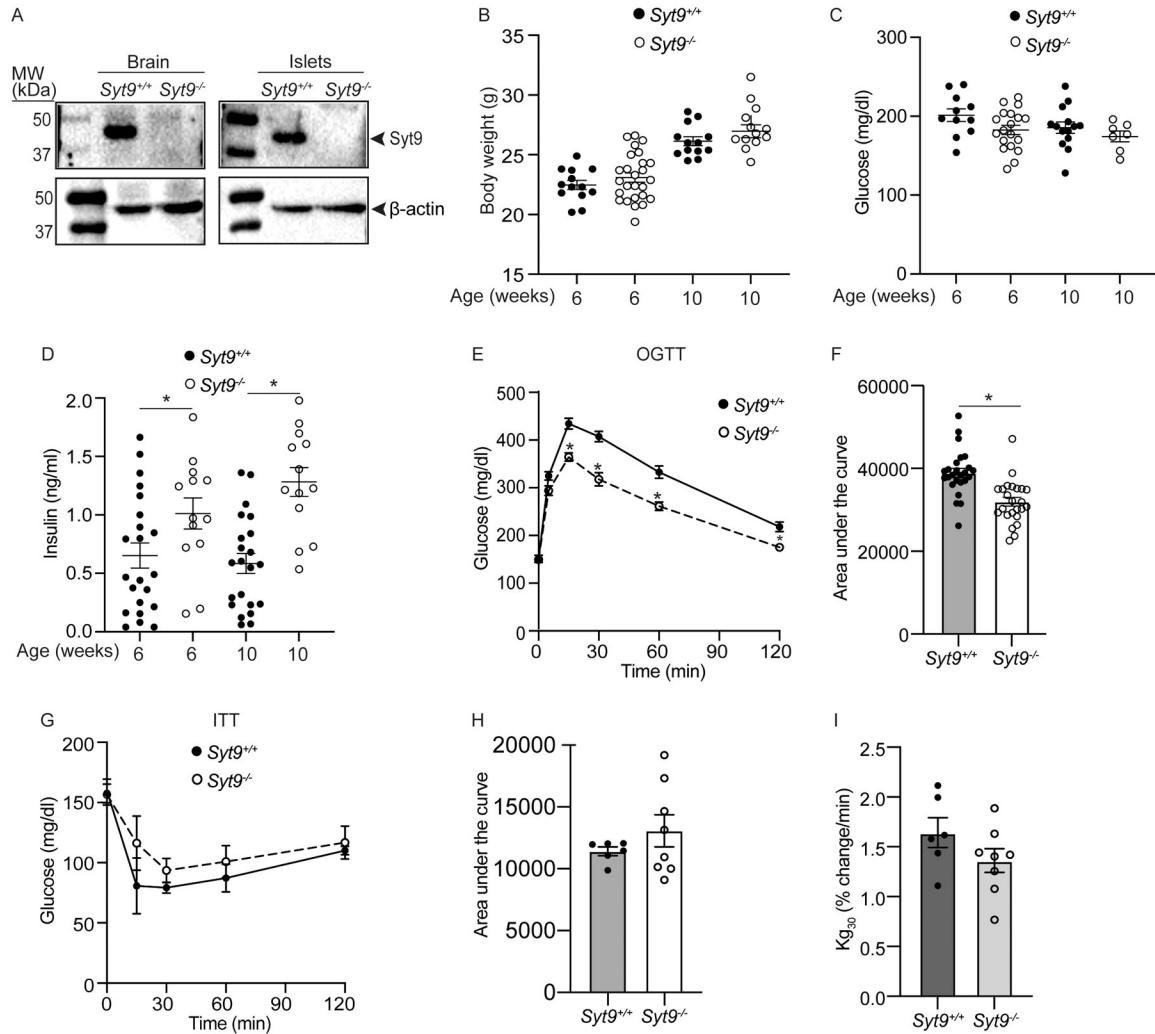 A
MW
(kDa)
Brain
Islets
Syt9+/+ Syt9-/-
Syt9+/+ Syt9-/-
50
37
Syt9
50
37
β-actin
B
Syt9+/+
Syt9-/-
Body weight (g)
35
30
25
20
15
Age (weeks) 6 6 10 10
C
Syt9+/+
Syt9-/-
Glucose (mg/dl)
300
200
100
0
Age (weeks) 6 6 10 10
D
Syt9+/+
Syt9-/-
* *
Insulin (ng/ml)
2.0
1.5
1.0
0.5
0.0
Age (weeks) 6 6 10 10
E
OGTT
Syt9+/+
Syt9-/-
Glucose (mg/dl)
500
400
300
200
100
0
* * * *
0 30 60 90 120
Time (min)
F
*
Area under the curve
60000
40000
20000
0
Syt9+/+ Syt9-/-
G
ITT
Syt9+/+
Syt9-/-
Glucose (mg/dl)
200
150
100
50
0
0 30 60 90 120
Time (min)
H
Area under the curve
20000
15000
10000
5000
0
Syt9+/+ Syt9-/-
I
Kg30 (% change/min)
2.5
2.0
1.5
1.0
0.5
0.0
Syt9+/+ Syt9-/-